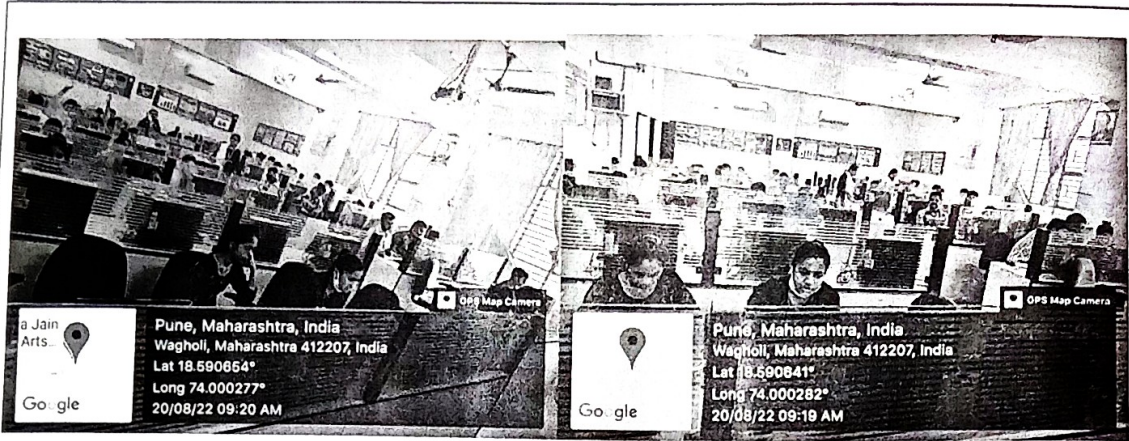 GPS Map Camera
a Jain
Arts..
Google
Pune, Maharashtra, India
Wagholi, Maharashtra 412207, India
Lat 18.590654°
Long 74.000277°
20/08/22 09:20 AM
GPS Map Camera
Google
Pune, Maharashtra, India
Wagholi, Maharashtra 412207, India
Lat 18.590641°
Long 74.000282°
20/08/22 09:19 AM